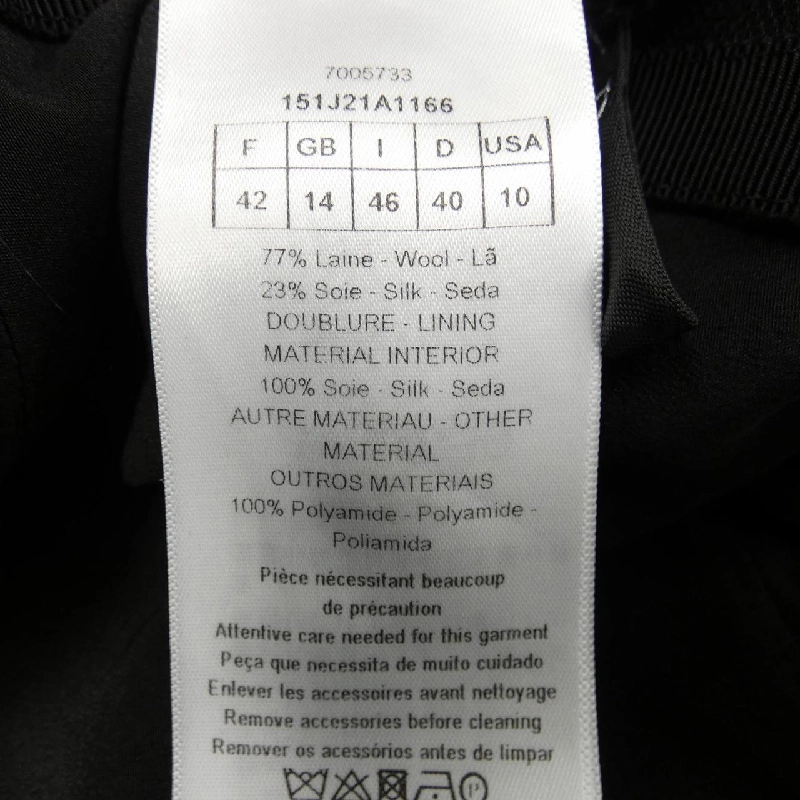 7005733
151J21A1166
F GB I D USA
42 14 46 40 10
77% Laine - Wool - Lã
23% Soie - Silk - Seda
DOUBLURE - LINING
MATERIAL INTERIOR
100% Soie - Silk - Seda
AUTRE MATERIAU - OTHER
MATERIAL
OUTROS MATERIAIS
100% Polyamide - Polyamide -
Poliamida
Pièce nécessitant beaucoup
de précaution
Attentive care needed for this garment
Peça que necessita de muito cuidado
Enlever les accessoires avant nettoyage
Remove accessories before cleaning
Remover os acessórios antes de limpar
P